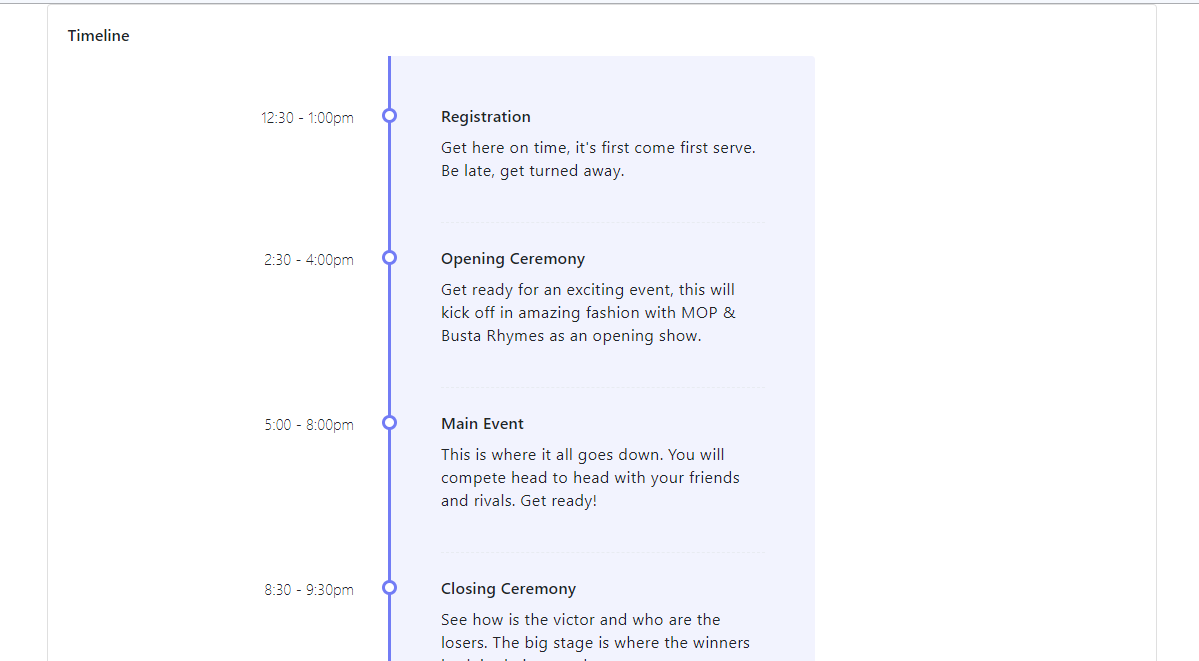 Timeline
12:30 - 1:00pm
Registration
Get here on time, it's first come first serve.
Be late, get turned away.
2:30 - 4:00pm
Opening Ceremony
Get ready for an exciting event, this will
kick off in amazing fashion with MOP &
Busta Rhymes as an opening show.
5:00 - 8:00pm
Main Event
This is where it all goes down. You will
compete head to head with your friends
and rivals. Get ready!
8:30 - 9:30pm
Closing Ceremony
See how is the victor and who are the
losers. The big stage is where the winners